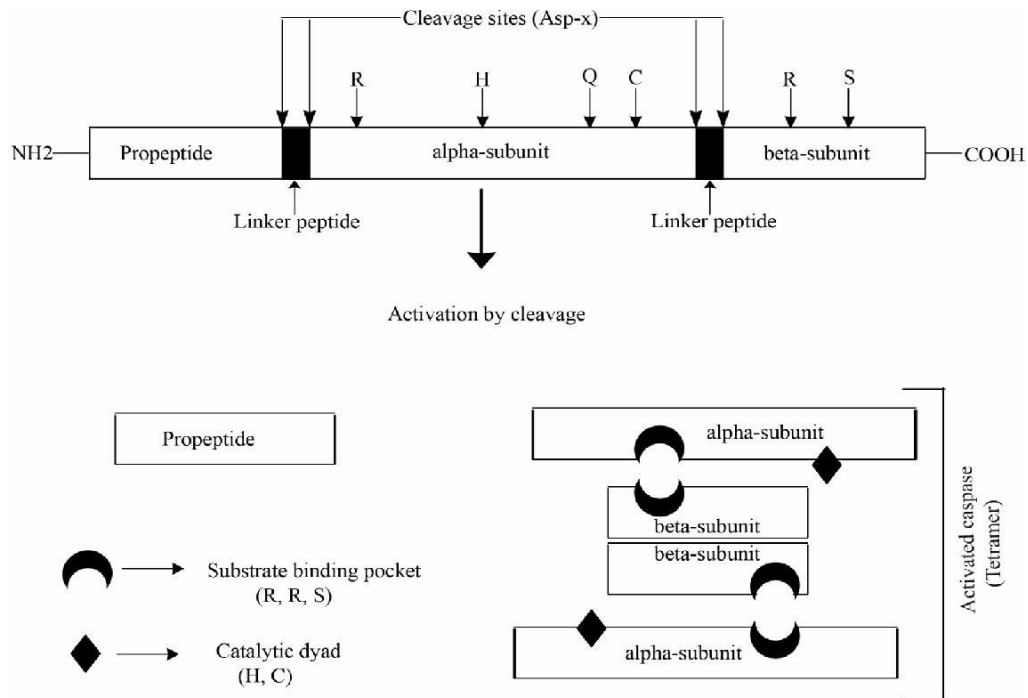 Cleavage sites (Asp-x)
R H Q C R S
NH2 Propeptide alpha-subunit beta-subunit COOH
Linker peptide Linker peptide
Activation by cleavage
Propeptide
Substrate binding pocket
(R, R, S)
Catalytic dyad
(H, C)
alpha-subunit
beta-subunit
beta-subunit
alpha-subunit
Activated caspase
(Tetramer)